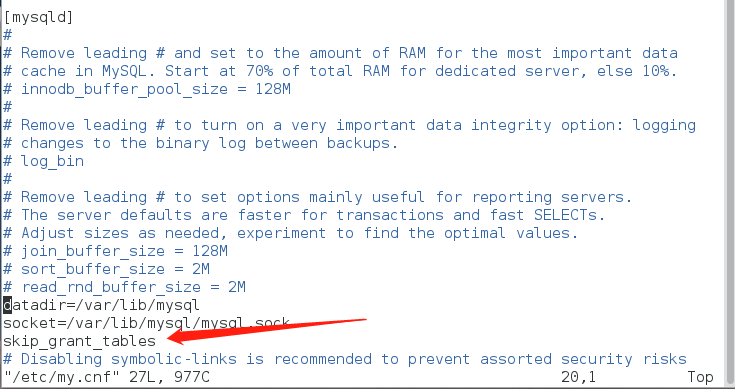 [mysqld]
#
# Remove leading # and set to the amount of RAM for the most important data
# cache in MySQL. Start at 70% of total RAM for dedicated server, else 10%.
# innodb_buffer_pool_size = 128M
#
# Remove leading # to turn on a very important data integrity option: logging
# changes to the binary log between backups.
# log_bin
#
# Remove leading # to set options mainly useful for reporting servers.
# The server defaults are faster for transactions and fast SELECTs.
# Adjust sizes as needed, experiment to find the optimal values.
# join_buffer_size = 128M
# sort_buffer_size = 2M
# read_rnd_buffer_size = 2M
datadir=/var/lib/mysql
socket=/var/lib/mysql/mysql.sock
skip_grant_tables
# Disabling symbolic-links is recommended to prevent assorted security risks
"/etc/my.cnf" 27L, 977C 20,1 Top